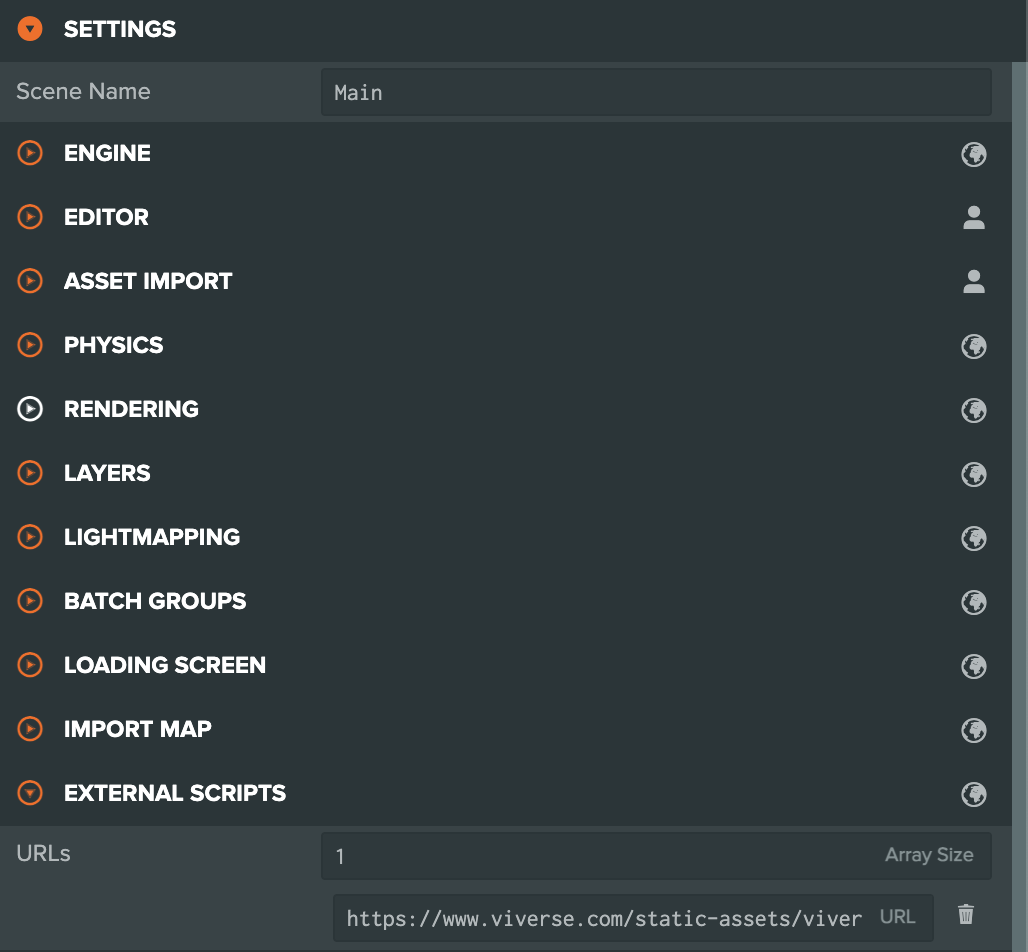 SETTINGS
Scene Name Main
ENGINE
EDITOR
ASSET IMPORT
PHYSICS
RENDERING
LAYERS
LIGHTMAPPING
BATCH GROUPS
LOADING SCREEN
IMPORT MAP
EXTERNAL SCRIPTS
URLs 1 Array Size
https://www.viverse.com/static-assets/viver URL